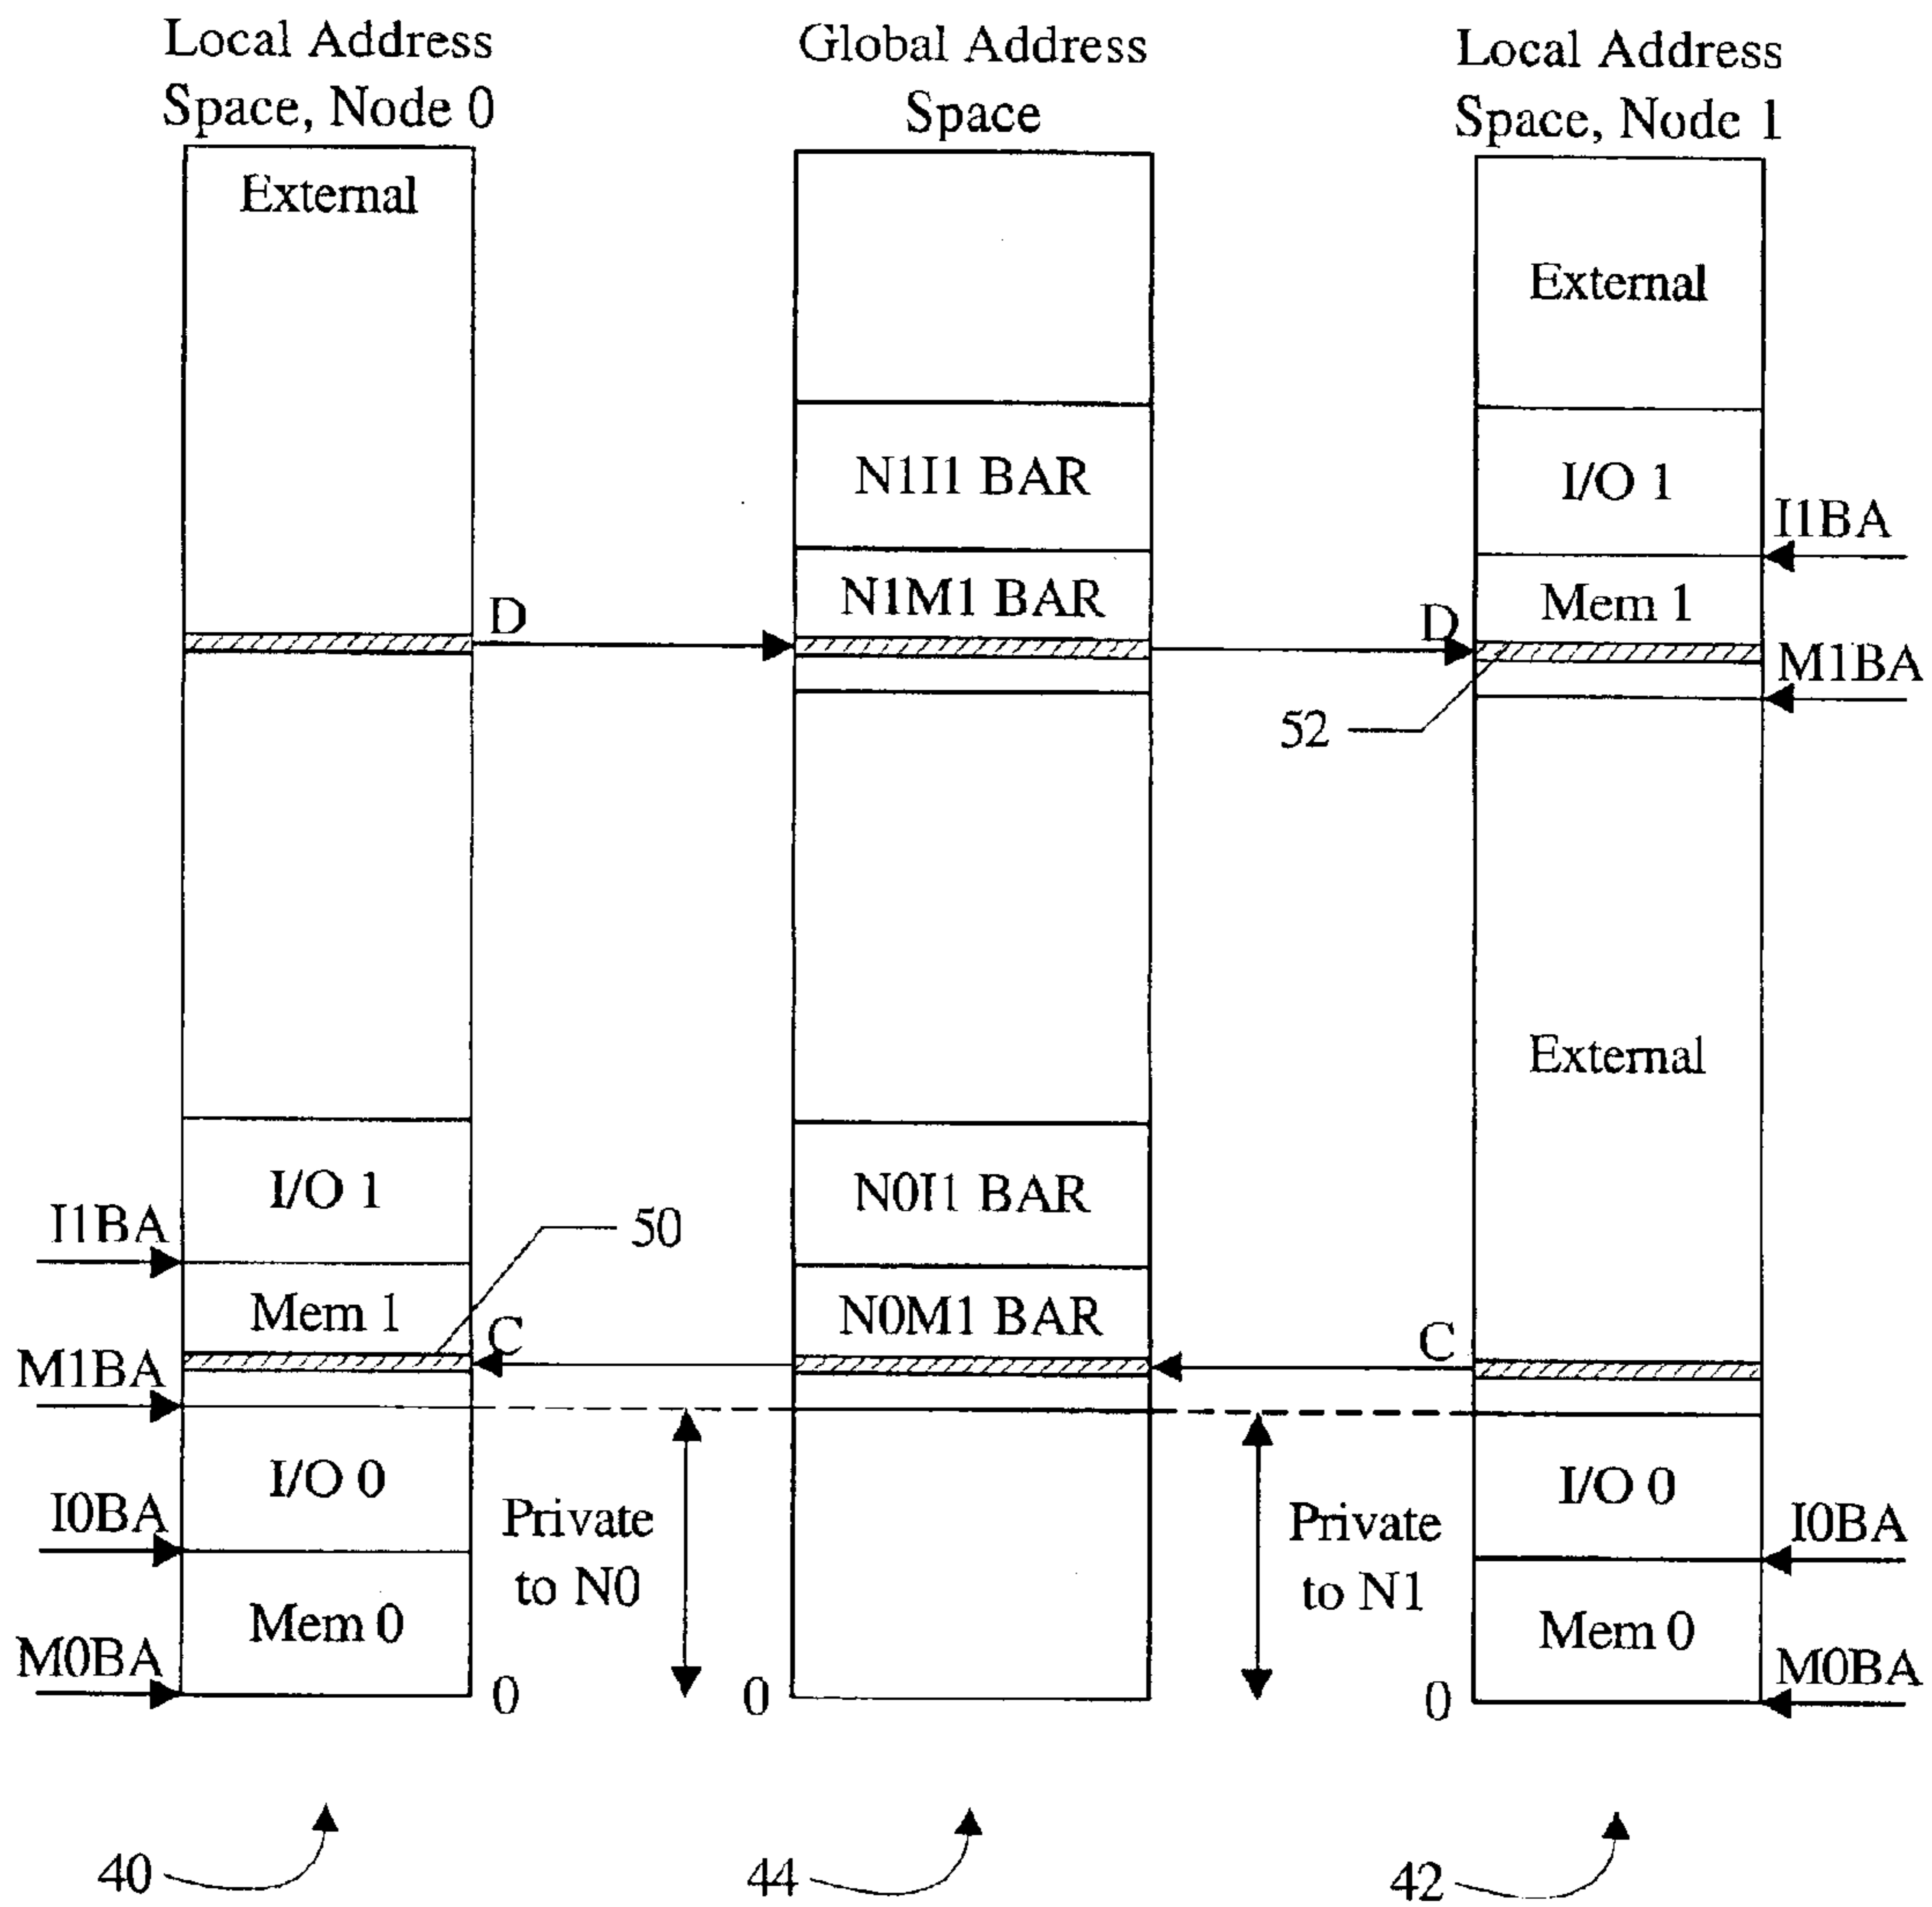 Local Address
Space, Node 0
Global Address
Space
Local Address
Space, Node 1
External
External
N1I1 BAR
I/O 1
I1BA
N1M1 BAR
Mem 1
D
D
M1BA
52
External
I/O 1
N0I1 BAR
I1BA
50
Mem 1
N0M1 BAR
C
C
M1BA
I/O 0
I/O 0
I0BA
Private
to N0
Private
to N1
I0BA
Mem 0
Mem 0
M0BA
0
0
0
M0BA
40
44
42